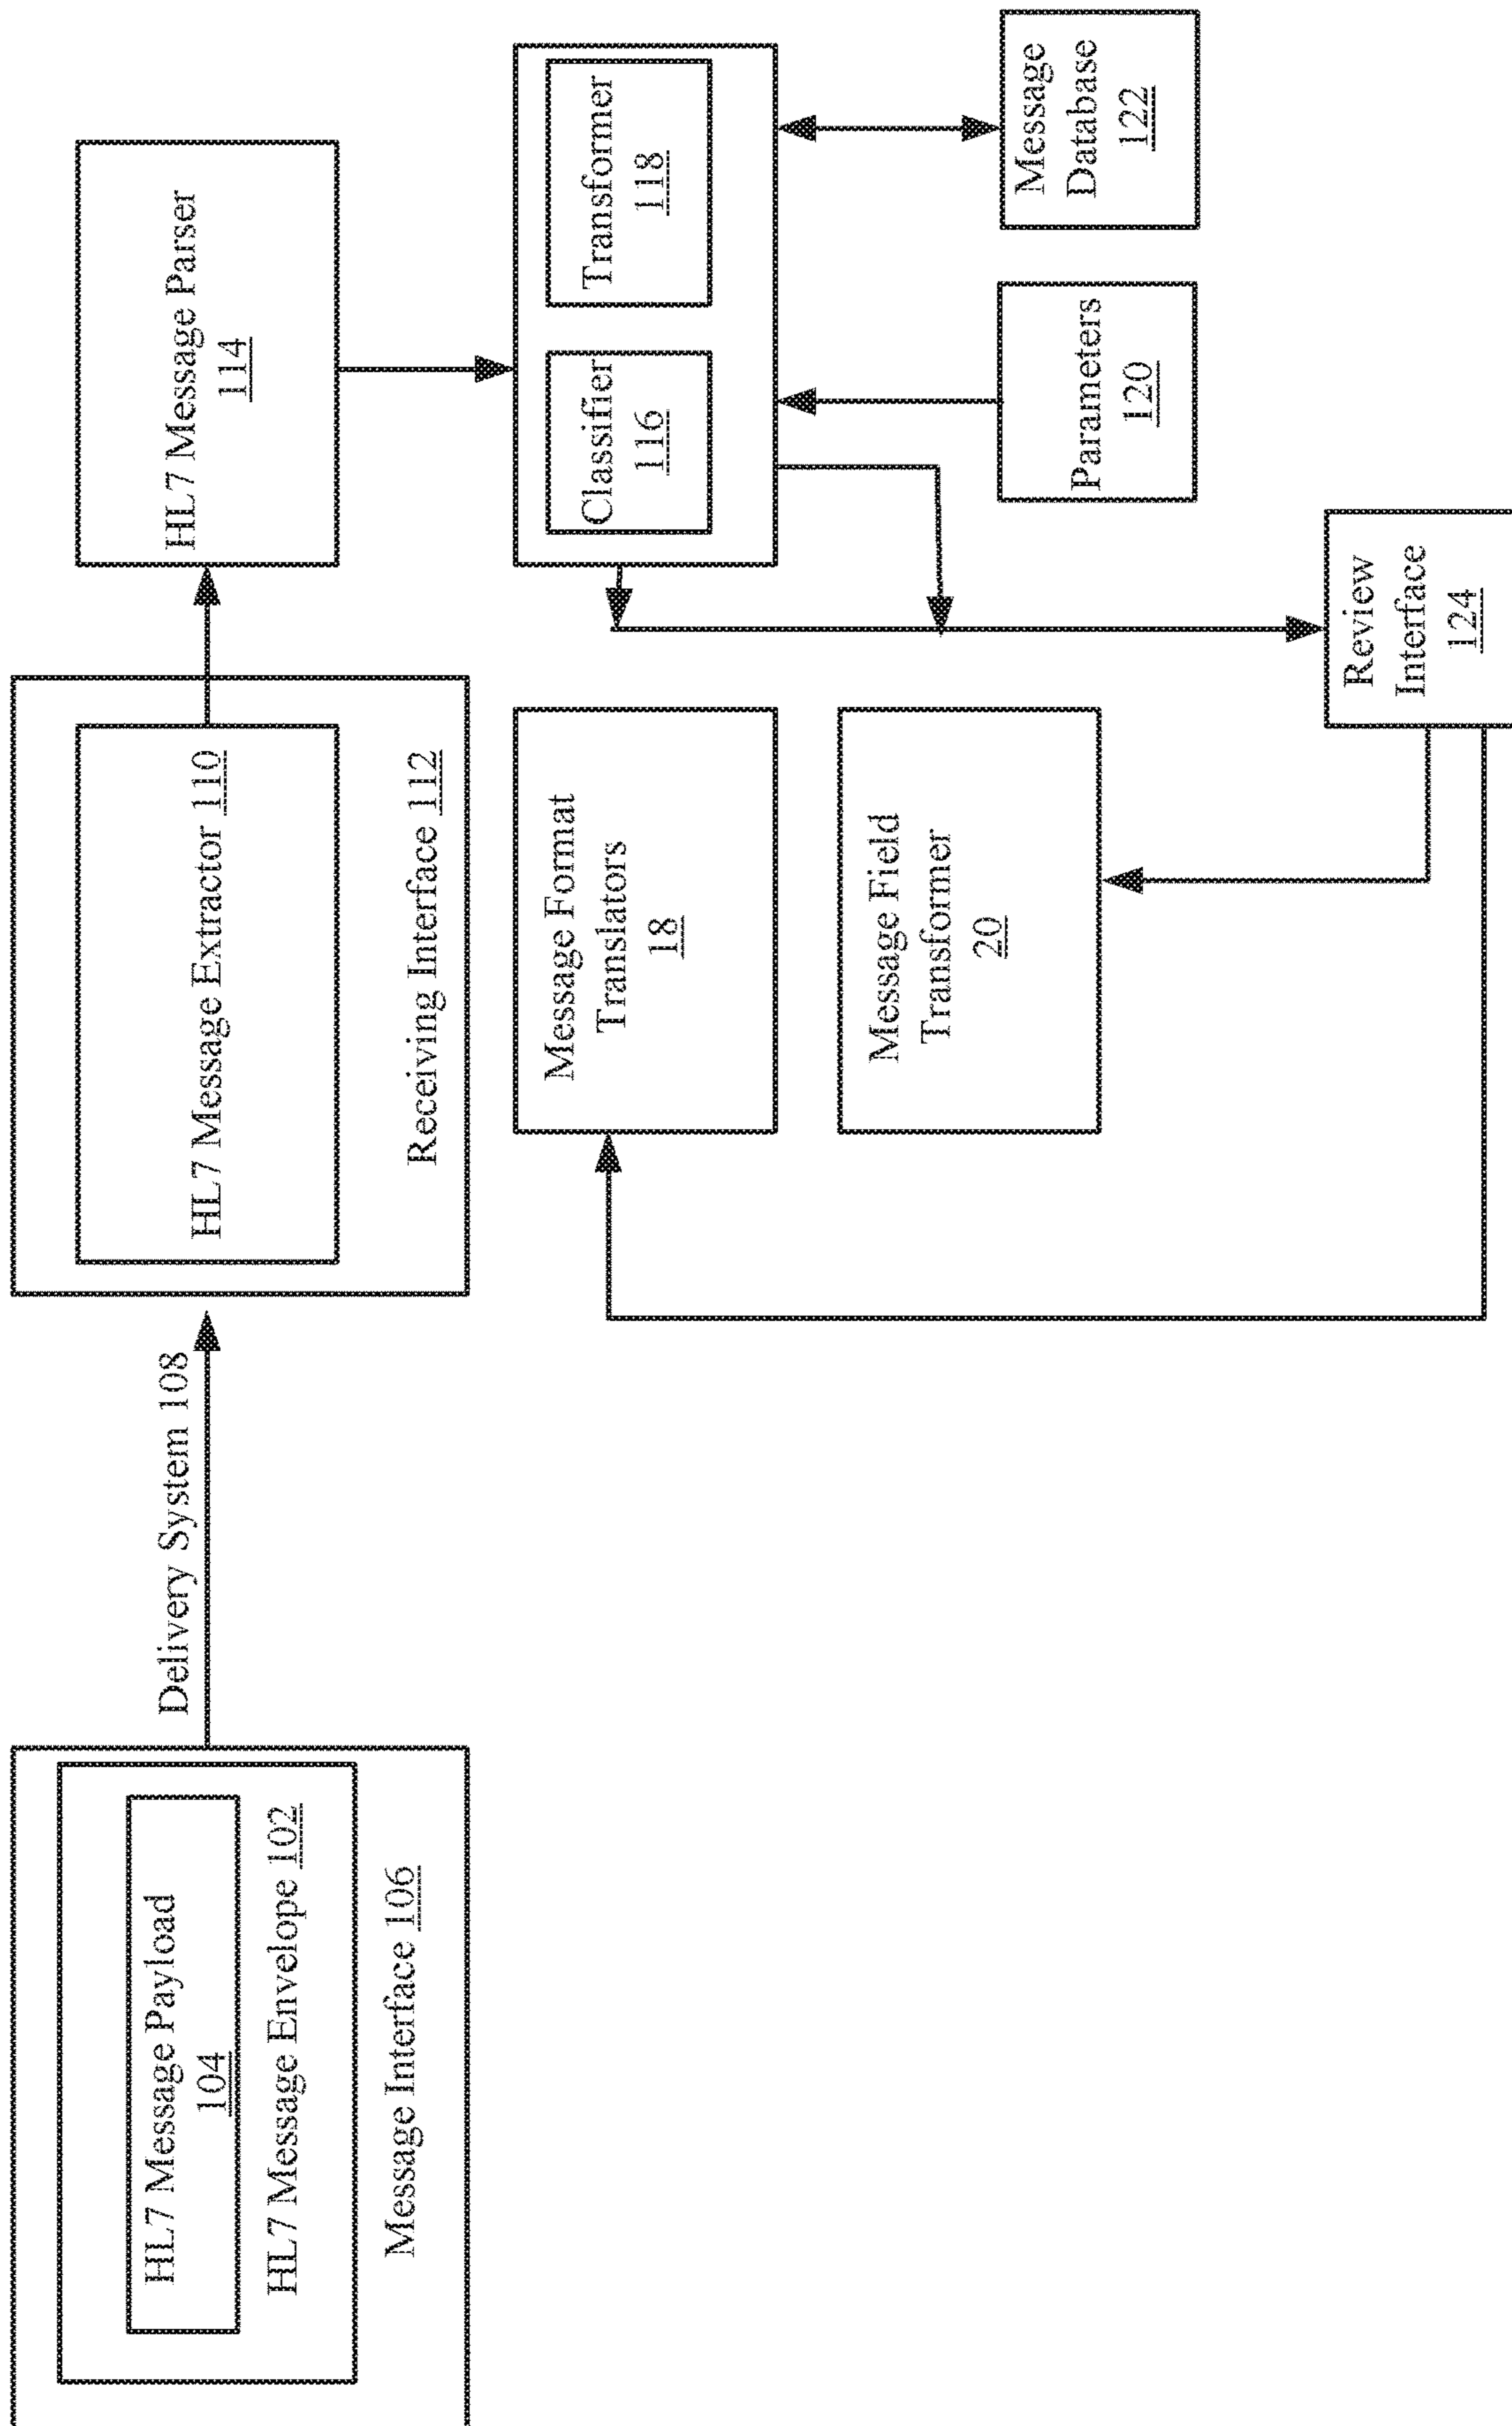 HL7 Message Payload
104
HL7 Message Envelope 102
Message Interface 106
Delivery System 108
HL7 Message Extractor 110
Receiving Interface 112
HL7 Message Parser
114
Classifier
116
Transformer
118
Message Format
Translators
18
Message Field
Transformer
20
Parameters
120
Message
Database
122
Review
Interface
124